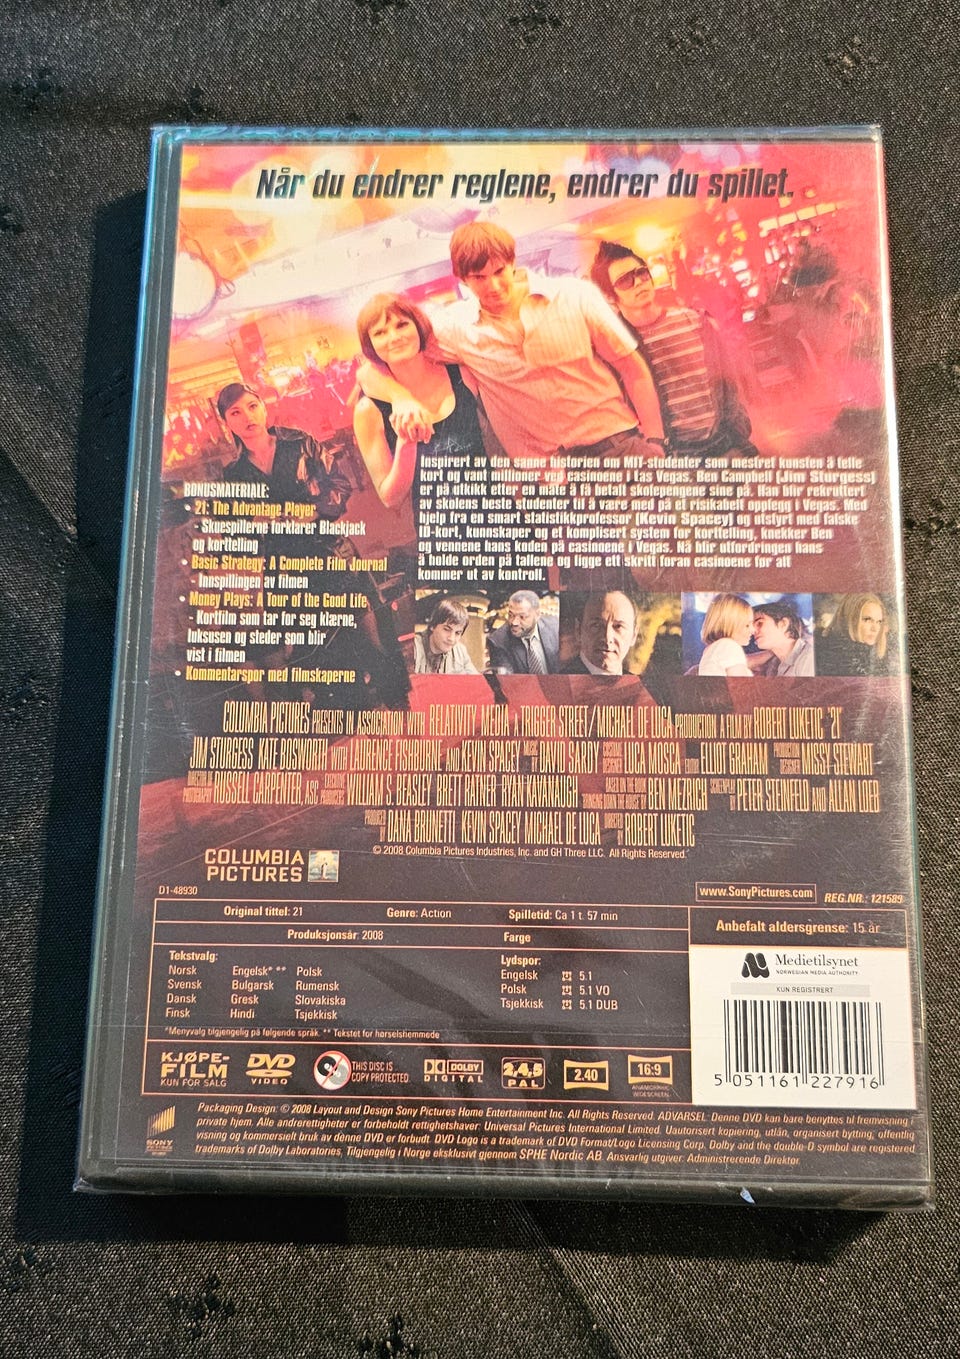 Når du endrer reglene, endrer du spillet.
Inspirert av den sanne historien om MIT-studenter som mestret kunsten å telle
kort og vant millioner ved casinoene i Las Vegas. Ben Campbell (Jim Sturgess)
er på utkikk etter en måte å få betalt skolepengene sine på. Han blir rekruttert
av skolens beste studenter til å være med på et risikabelt opplegg i Vegas. Med
hjelp fra en smart statistikkprofessor (Kevin Spacey) og utstyrt med falske
ID-kort, kunnskaper og et komplisert system for kortelling, knekker Ben
og vennene hans koden på casinoene i Vegas. Nå blir utfordringen hans
å holde orden på tallene og ligge ett skritt foran casinoene før alt
kommer ut av kontroll.
BONUSMATERIALE:
• 21: The Advantage Player
- Skuespillerne forklarer Blackjack
og kortelling
• Basic Strategy: A Complete Film Journal
- Innspillingen av filmen
• Money Plays: A Tour of the Good Life
- Kortfilm som tar for seg klærne,
luksusen og steder som blir
vist i filmen
• Kommentarspor med filmskaperne
COLUMBIA PICTURES PRESENTS IN ASSOCIATION WITH RELATIVITY MEDIA A TRIGGER STREET/MICHAEL DE LUCA PRODUCTION A FILM BY ROBERT LUKETIC "21"
JIM STURGESS KATE BOSWORTH WITH LAURENCE FISHBURNE AND KEVIN SPACEY MUSIC BY DAVID SARDY COSTUME DESIGNER LUCA MOSCA EDITOR ELLIOT GRAHAM PRODUCTION DESIGNER MISSY STEWART
DIRECTOR OF PHOTOGRAPHY RUSSELL CARPENTER, ASC EXECUTIVE PRODUCERS WILLIAM S. BEASLEY BRETT RATNER RYAN KAVANAUGH BASED ON THE BOOK "BRINGING DOWN THE HOUSE" BY BEN MEZRICH SCREENPLAY BY PETER STEINFELD AND ALLAN LOEB
PRODUCED BY DANA BRUNETTI KEVIN SPACEY MICHAEL DE LUCA DIRECTED BY ROBERT LUKETIC
© 2008 Columbia Pictures Industries, Inc. and GH Three LLC. All Rights Reserved.
COLUMBIA
PICTURES
D1-48930
www.SonyPictures.com
REG.NR.: 121589
Original tittel: 21 Genre: Action Spilletid: Ca 1 t. 57 min
Produksjonsår: 2008 Farge
Anbefalt aldersgrense: 15 år
Medietilsynet
NORWEGIAN MEDIA AUTHORITY
KUN REGISTRERT
Tekstvalg:
Norsk Engelsk* ** Polsk
Svensk Bulgarsk Rumensk
Dansk Gresk Slovakiska
Finsk Hindi Tsjekkisk
Lydspor:
Engelsk 5.1
Polsk 5.1 VO
Tsjekkisk 5.1 DUB
*Menyvalg tilgjengelig på følgende språk. ** Tekstet for hørselshemmede
5 051161 227916
KJØPE-
FILM
KUN FOR SALG
DVD
VIDEO
THIS DISC IS
COPY PROTECTED
DOLBY
DIGITAL
2,4,5
PAL
2.40
16:9
ANAMORPHIC
WIDESCREEN
SONY
Packaging Design: © 2008 Layout and Design Sony Pictures Home Entertainment Inc. All Rights Reserved. ADVARSEL: Denne DVD kan bare benyttes til fremvisning i
private hjem. Alle andrerettigheter er forbeholdt rettighetshaver: Universal Pictures International Limited. Uautorisert kopiering, utlån, organisert bytting, offentlig
visning og kommersielt bruk av denne DVD er forbudt. DVD Logo is a trademark of DVD Format/Logo Licensing Corp. Dolby and the double-D symbol are registered
trademarks of Dolby Laboratories. Tilgjengelig i Norge eksklusivt gjennom SPHE Nordic AB. Ansvarlig utgiver: Administrerende Direktør